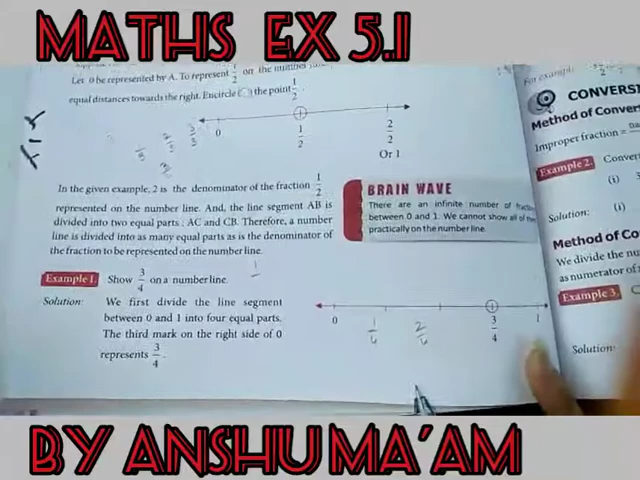 MATHS EX 5.1
Let 0 be represented by A. To represent 1/2 on the number
equal distances towards the right. Encircle the point 1/2.
0 1/2 2/2
Or 1
In the given example, 2 is the denominator of the fraction 1/2
represented on the number line. And, the line segment AB is
divided into two equal parts : AC and CB. Therefore, a number
line is divided into as many equal parts as is the denominator of
the fraction to be represented on the number line.
BRAIN WAVE
There are an infinite number of
between 0 and 1. We cannot show all of
practically on the number line.
Example 1. Show 3/4 on a number line.
Solution: We first divide the line segment
between 0 and 1 into four equal parts.
The third mark on the right side of 0
represents 3/4.
0 3/4 1
For example,
CONVERSI
Method of Conver
Improper fraction =
Example 2. Conver
(i)
Solution: (i)
Method of Co
We divide the nu
as numerator of
Example 3.
Solution:
BY ANSHU MA'AM